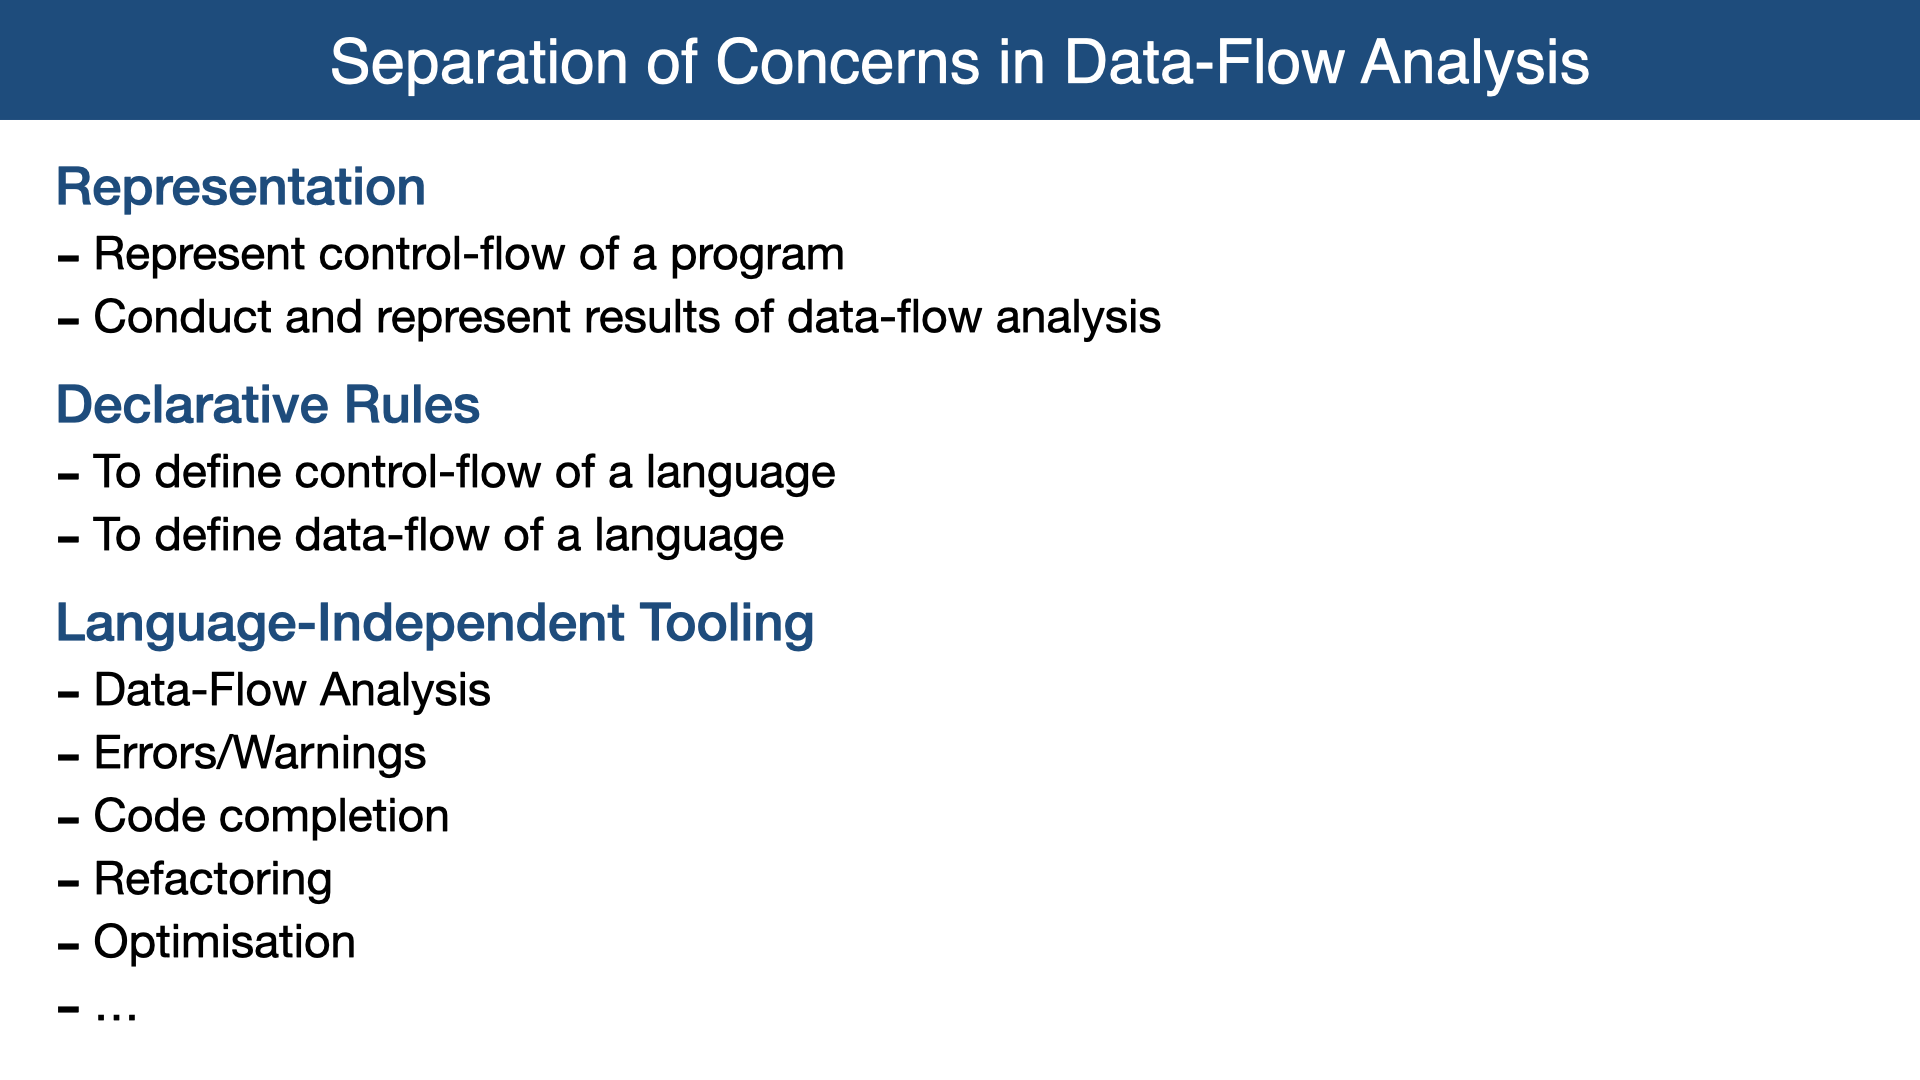 Separation of Concerns in Data-Flow Analysis
Representation
- Represent control-flow of a program
- Conduct and represent results of data-flow analysis
Declarative Rules
- To define control-flow of a language
- To define data-flow of a language
Language-Independent Tooling
- Data-Flow Analysis
- Errors/Warnings
- Code completion
- Refactoring
- Optimisation
- …